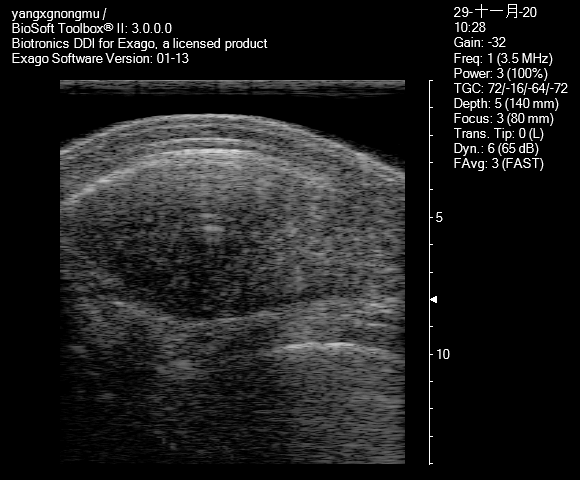 yangxgnongmu /
BioSoft Toolbox® II: 3.0.0.0
Biotronics DDI for Exago, a licensed product
Exago Software Version: 01-13
29-十一月-20
10:28
Gain: -32
Freq: 1 (3.5 MHz)
Power: 3 (100%)
TGC: 72/-16/-64/-72
Depth: 5 (140 mm)
Focus: 3 (80 mm)
Trans. Tip: 0 (L)
Dyn.: 6 (65 dB)
FAvg: 3 (FAST)
5
10